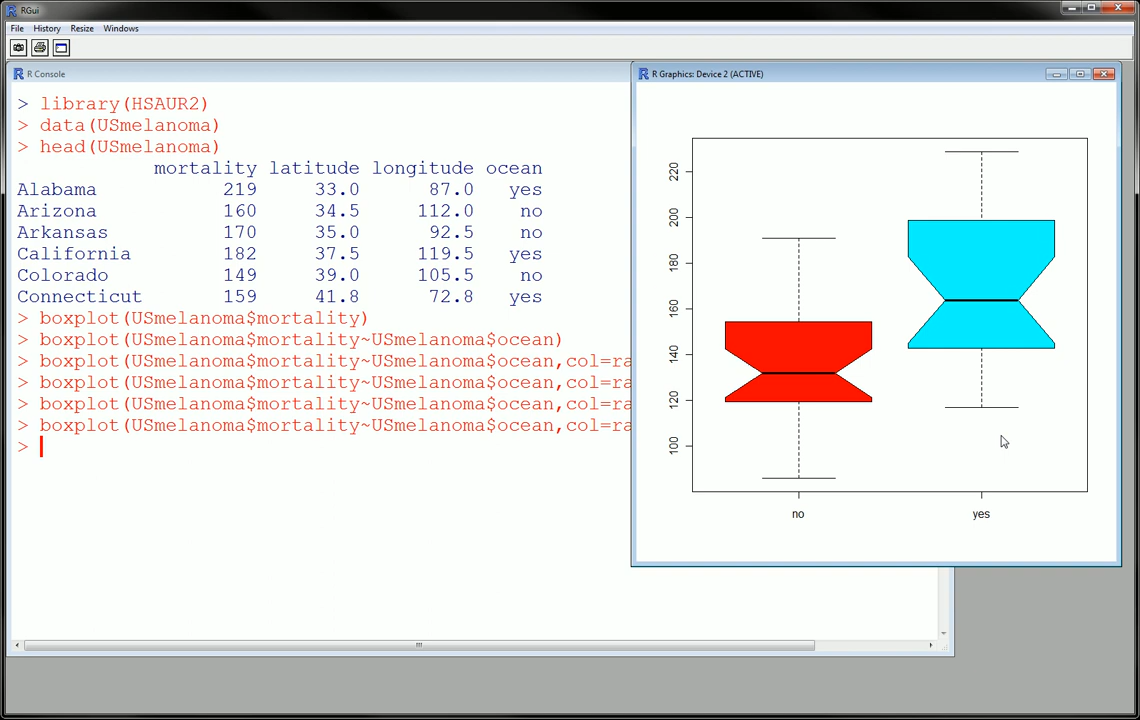 RGui
File History Resize Windows
R Console
> library(HSAUR2)
> data(USmelanoma)
> head(USmelanoma)
mortality latitude longitude ocean
Alabama 219 33.0 87.0 yes
Arizona 160 34.5 112.0 no
Arkansas 170 35.0 92.5 no
California 182 37.5 119.5 yes
Colorado 149 39.0 105.5 no
Connecticut 159 41.8 72.8 yes
> boxplot(USmelanoma$mortality)
> boxplot(USmelanoma$mortality~USmelanoma$ocean)
> boxplot(USmelanoma$mortality~USmelanoma$ocean,col=ra
> boxplot(USmelanoma$mortality~USmelanoma$ocean,col=ra
> boxplot(USmelanoma$mortality~USmelanoma$ocean,col=ra
> boxplot(USmelanoma$mortality~USmelanoma$ocean,col=ra
>
R Graphics: Device 2 (ACTIVE)
220
200
180
160
140
120
100
no yes